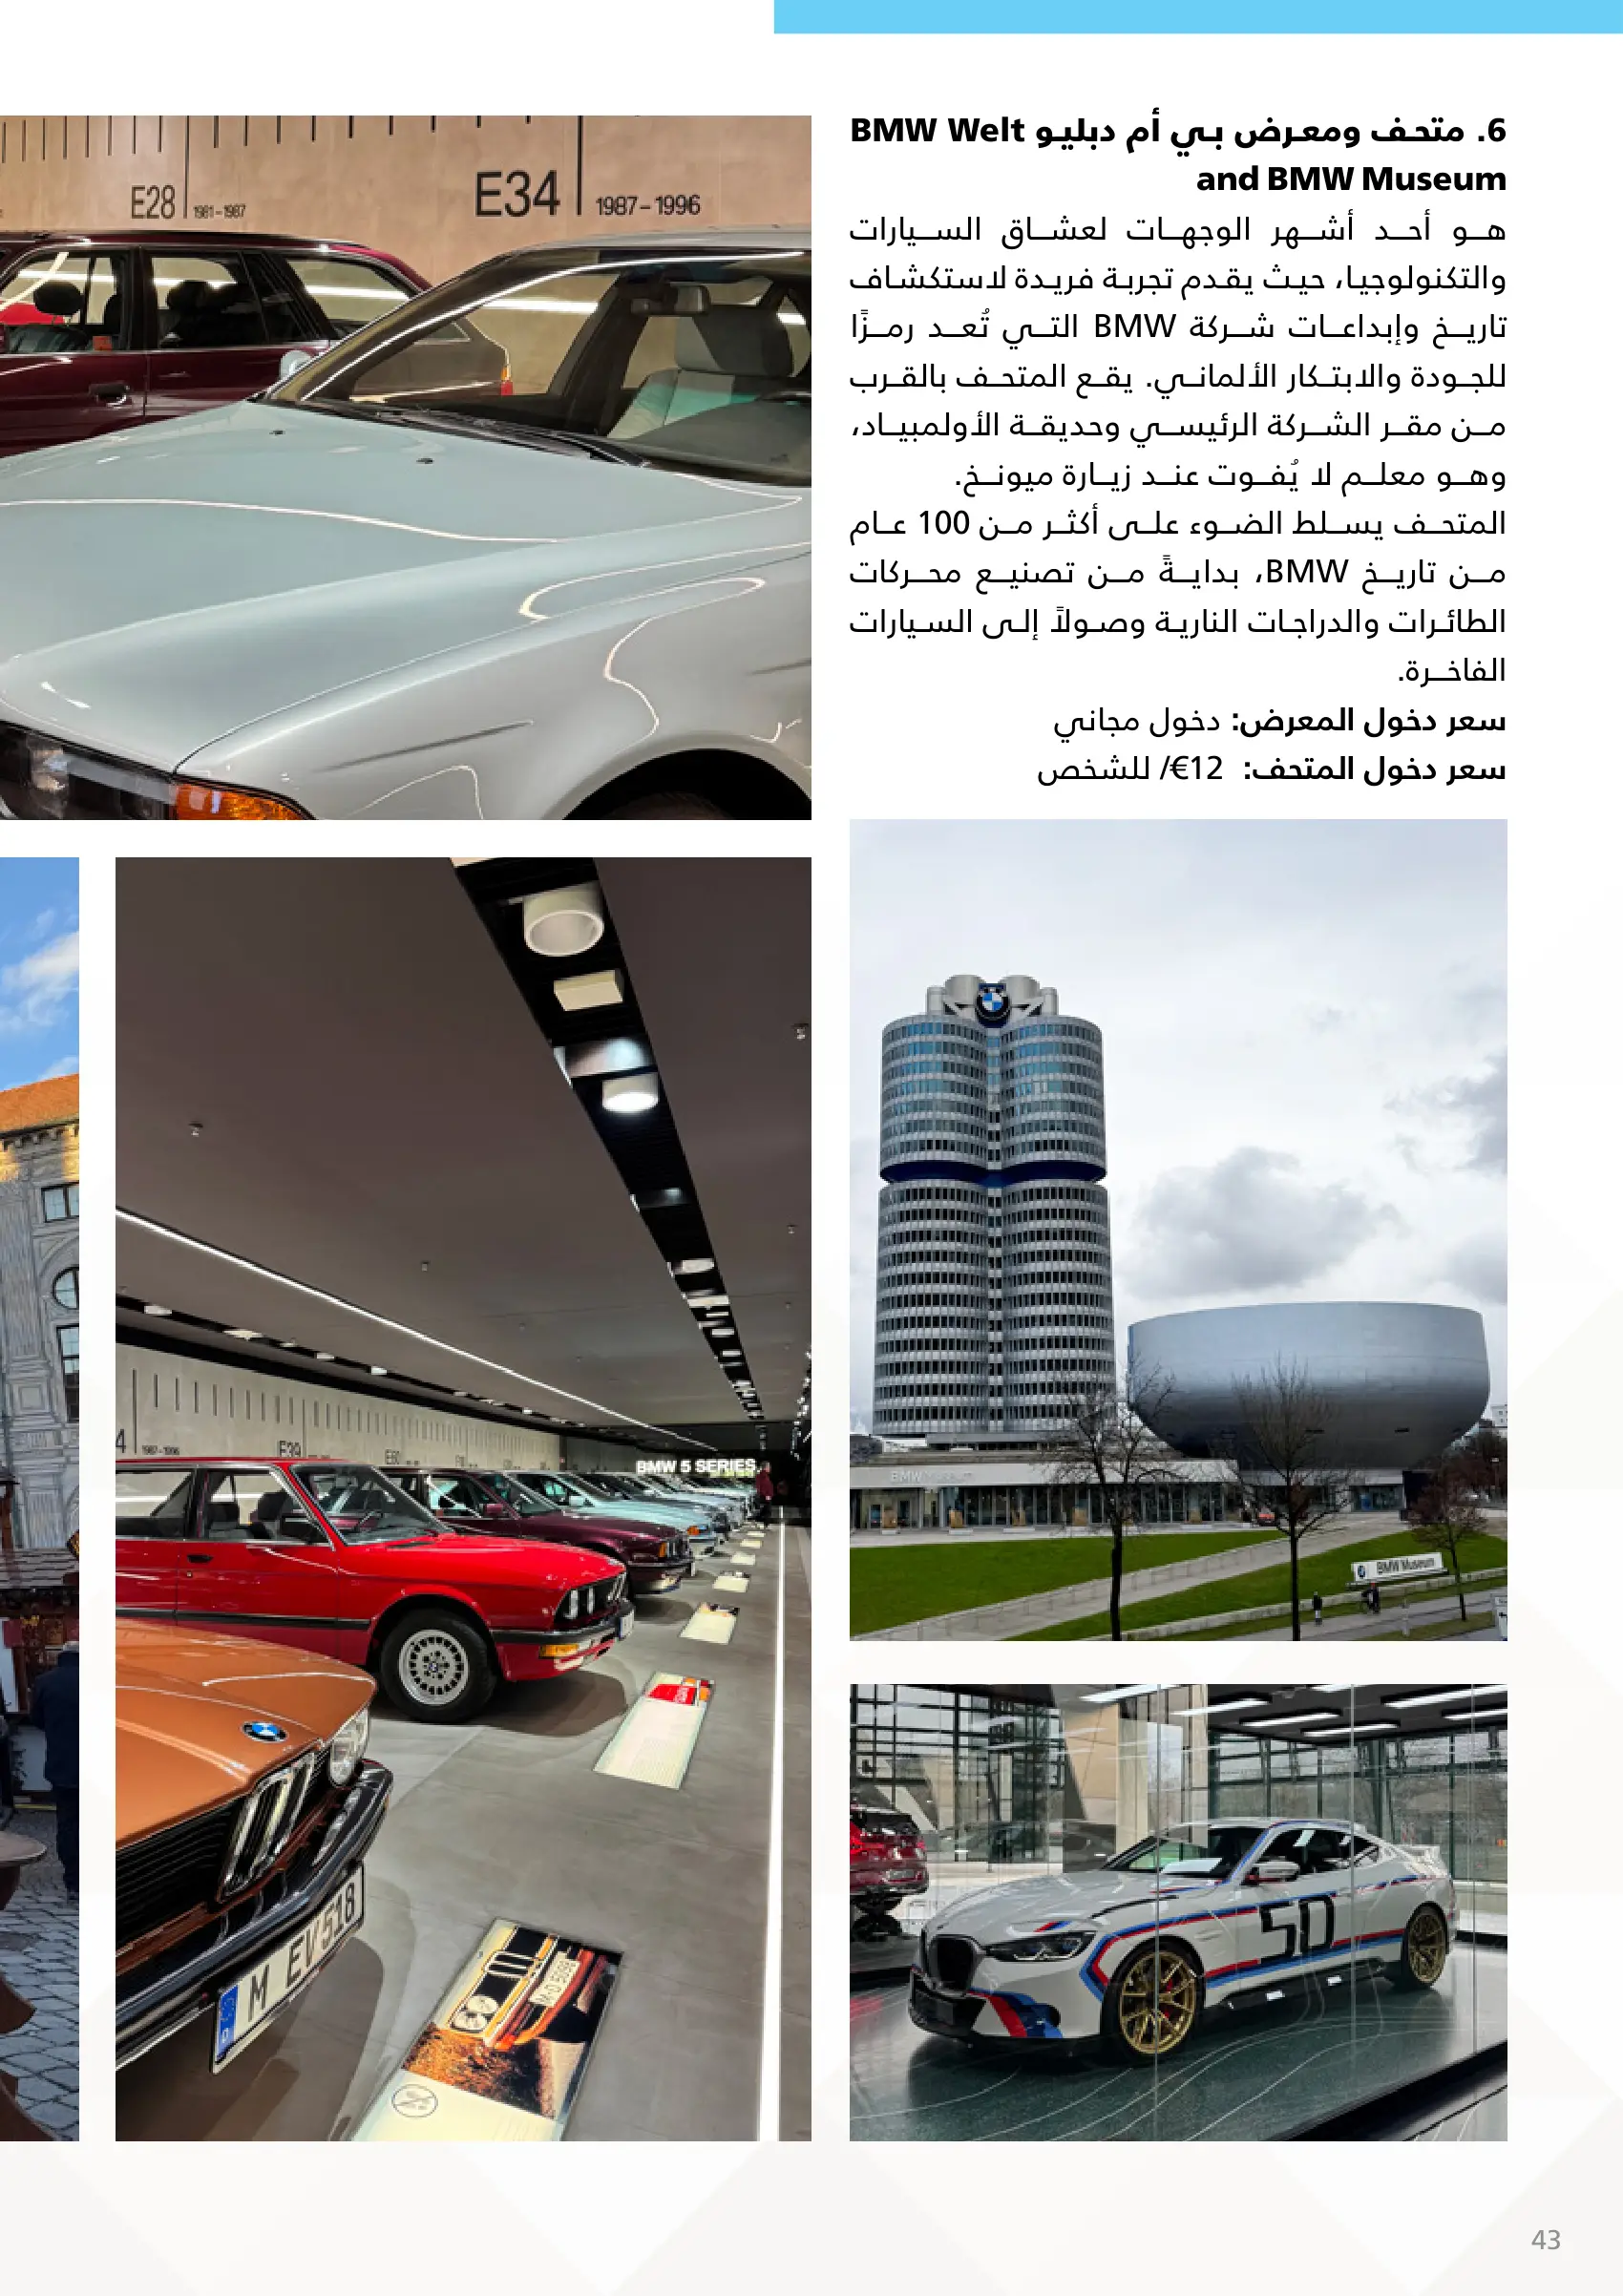 6. متحف ومعرض بي أم دبليو BMW Welt
and BMW Museum
هو أحد أشهر الوجهات لعشاق السيارات
والتكنولوجيا، حيث يقدم تجربة فريدة لاستكشاف
تاريخ وإبداعات شركة BMW التي تُعد رمزًا
للجودة والابتكار الألماني. يقع المتحف بالقرب
من مقر الشركة الرئيسي وحديقة الأولمبياد،
وهو معلم لا يُفوت عند زيارة ميونخ.
المتحف يسلط الضوء على أكثر من 100 عام
من تاريخ BMW، بدايةً من تصنيع محركات
الطائرات والدراجات النارية وصولاً إلى السيارات
الفاخرة.
سعر دخول المعرض: دخول مجاني
سعر دخول المتحف: 12€/ للشخص
E28 1981-1987
E34 1987-1996
4 1987-1996
E39
E60
BMW 5 SERIES
M EV 518
BMW Museum
50
43